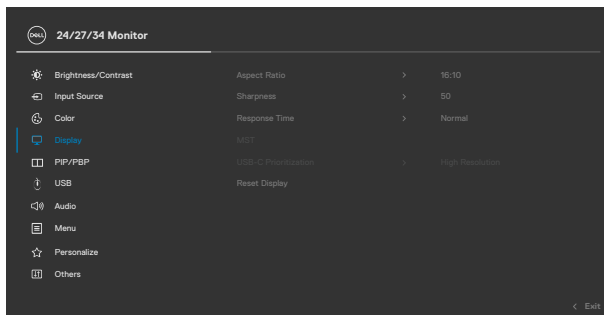 DELL 24/27/34 Monitor
Brightness/Contrast Aspect Ratio > 16:10
Input Source Sharpness > 50
Color Response Time > Normal
Display MST
PIP/PBP USB-C Prioritization > High Resolution
USB Reset Display
Audio
Menu
Personalize
Others
< Exit